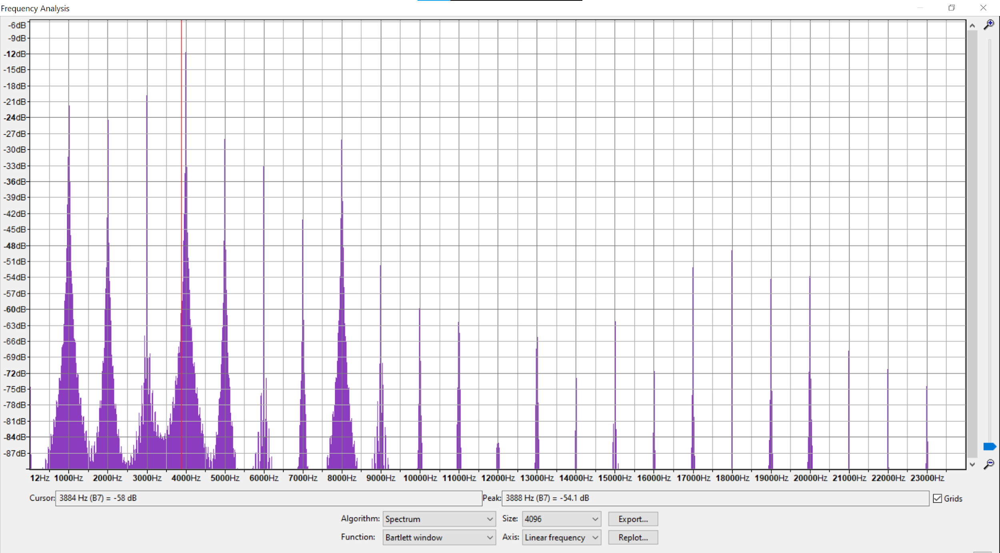 Frequency Analysis
-6dB
-9dB
-12dB
-15dB
-18dB
-21dB
-24dB
-27dB
-30dB
-33dB
-36dB
-39dB
-42dB
-45dB
-48dB
-51dB
-54dB
-57dB
-60dB
-63dB
-66dB
-69dB
-72dB
-75dB
-78dB
-81dB
-84dB
-87dB
12Hz 1000Hz 2000Hz 3000Hz 4000Hz 5000Hz 6000Hz 7000Hz 8000Hz 9000Hz 10000Hz 11000Hz 12000Hz 13000Hz 14000Hz 15000Hz 16000Hz 17000Hz 18000Hz 19000Hz 20000Hz 21000Hz 22000Hz 23000Hz
Cursor: 3884 Hz (B7) = -58 dB Peak: 3888 Hz (B7) = -54.1 dB Grids
Algorithm: Spectrum Size: 4096 Export...
Function: Bartlett window Axis: Linear frequency Replot...